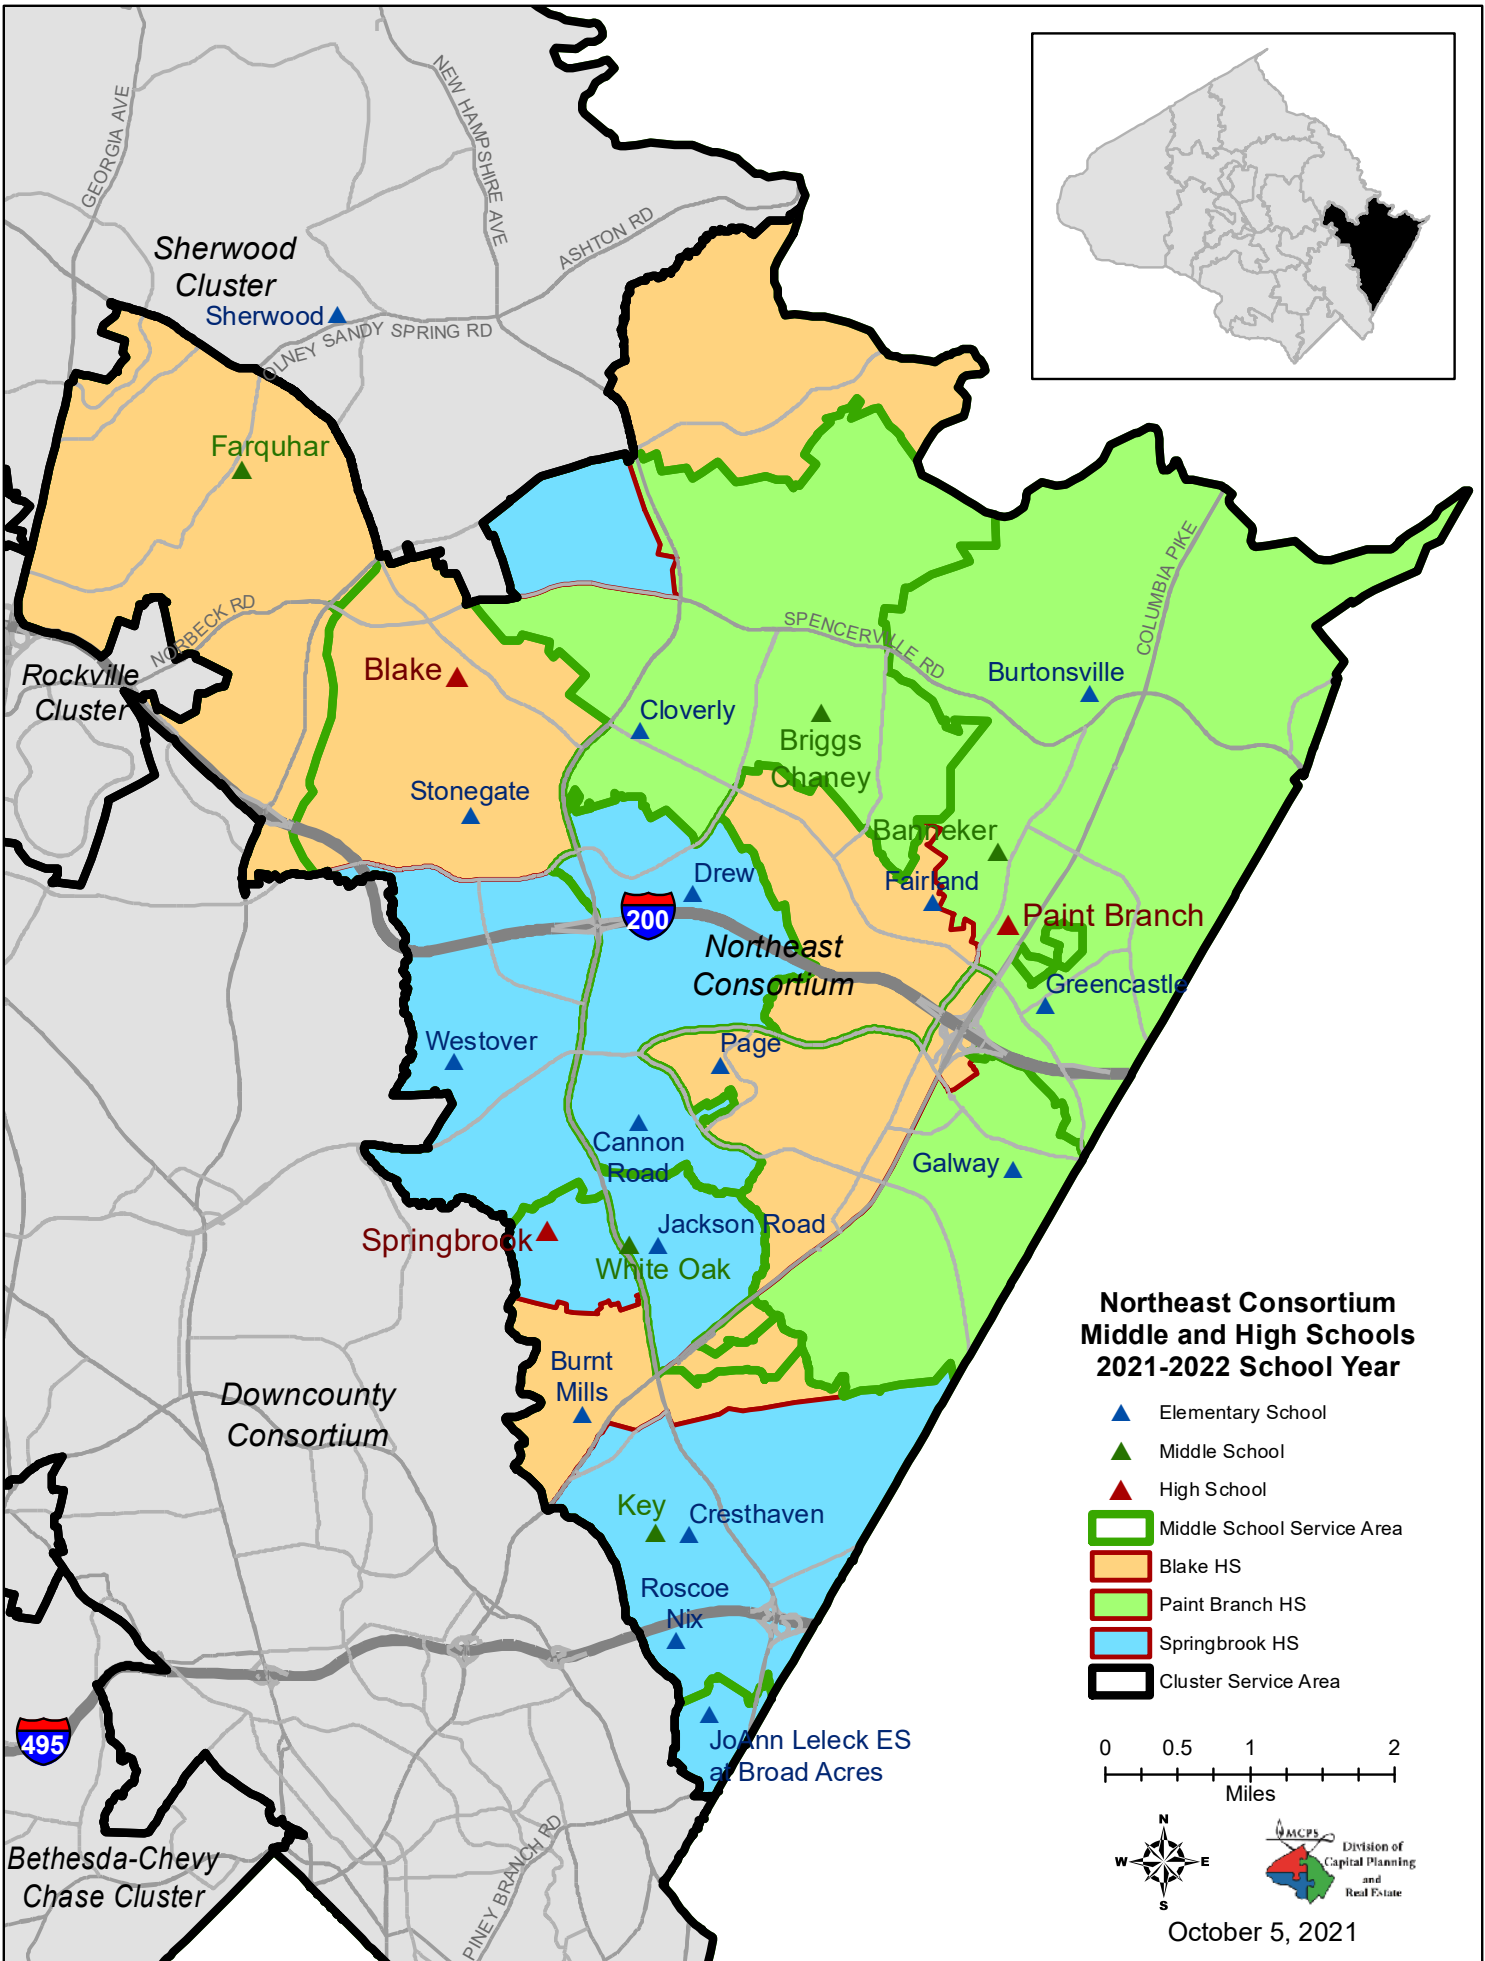 GEORGIA AVE
NEW HAMPSHIRE AVE
ASHTON RD
Sherwood
Cluster
Sherwood
OLNEY SANDY SPRING RD
Farquhar
NORBECK RD
Rockville
Cluster
Blake
Stonegate
Cloverly
SPENCERVILLE RD
COLUMBIA PIKE
Burtonsville
Briggs
Chaney
Banneker
Fairland
Drew
200
Paint Branch
Northeast
Consortium
Greencastle
Westover
Page
Cannon
Road
Galway
Springbrook
Jackson Road
White Oak
Burnt
Mills
Downcounty
Consortium
Key
Cresthaven
Roscoe
Nix
JoAnn Leleck ES
at Broad Acres
495
Bethesda-Chevy
Chase Cluster
PINEY BRANCH RD
Northeast Consortium
Middle and High Schools
2021-2022 School Year
Elementary School
Middle School
High School
Middle School Service Area
Blake HS
Paint Branch HS
Springbrook HS
Cluster Service Area
0 0.5 1 2
Miles
N
W E
S
MCPS
Division of
Capital Planning
and
Real Estate
October 5, 2021